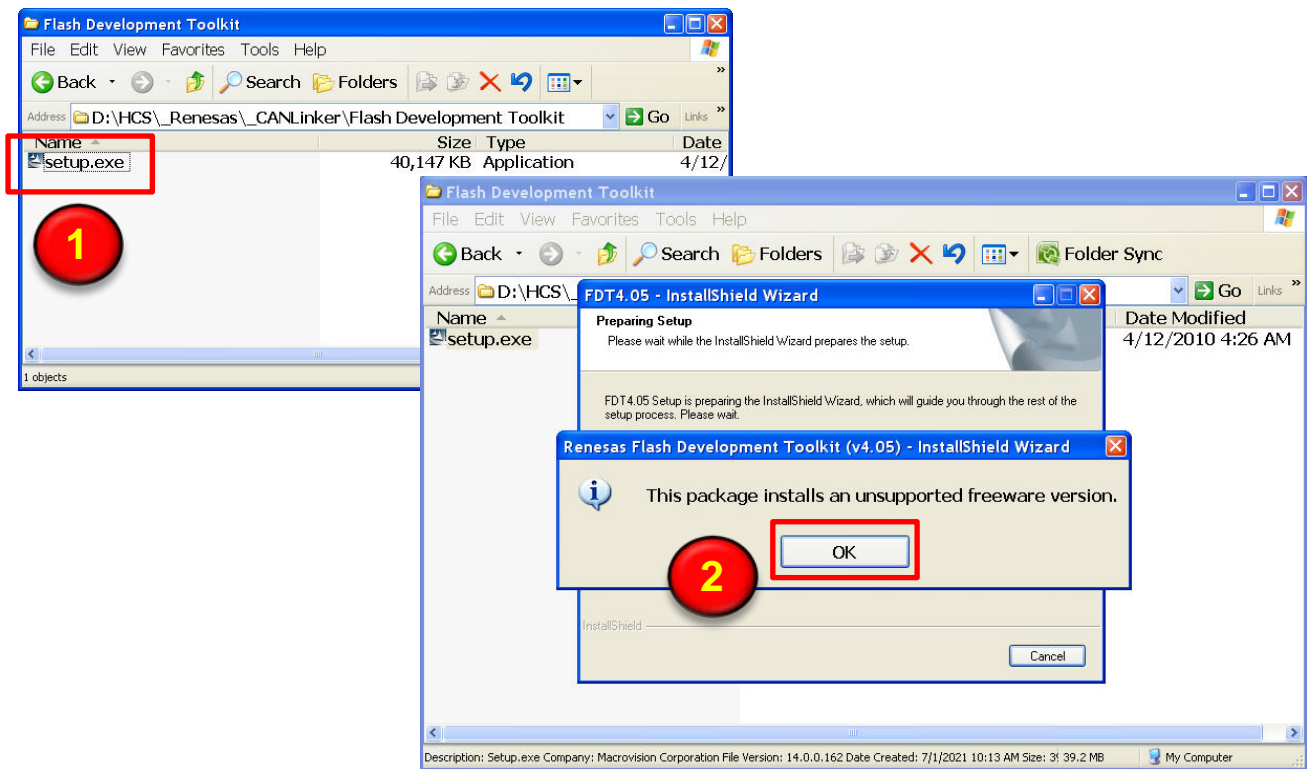 Flash Development Toolkit
File Edit View Favorites Tools Help
Back Search Folders »
Address D:\HCS\_Renesas\_CANLinker\Flash Development Toolkit Go Links »
Name Size Type Date
setup.exe 40,147 KB Application 4/12/
1
1 objects
Flash Development Toolkit
File Edit View Favorites Tools Help
Back Search Folders Folder Sync
Address D:\HCS\_ Go Links »
Name Date Modified
setup.exe 4/12/2010 4:26 AM
FDT4.05 - InstallShield Wizard
Preparing Setup
Please wait while the InstallShield Wizard prepares the setup.
FDT4.05 Setup is preparing the InstallShield Wizard, which will guide you through the rest of the
setup process. Please wait.
Renesas Flash Development Toolkit (v4.05) - InstallShield Wizard
This package installs an unsupported freeware version.
OK
2
InstallShield
Cancel
Description: Setup.exe Company: Macrovision Corporation File Version: 14.0.0.162 Date Created: 7/1/2021 10:13 AM Size: 39.2 MB My Computer